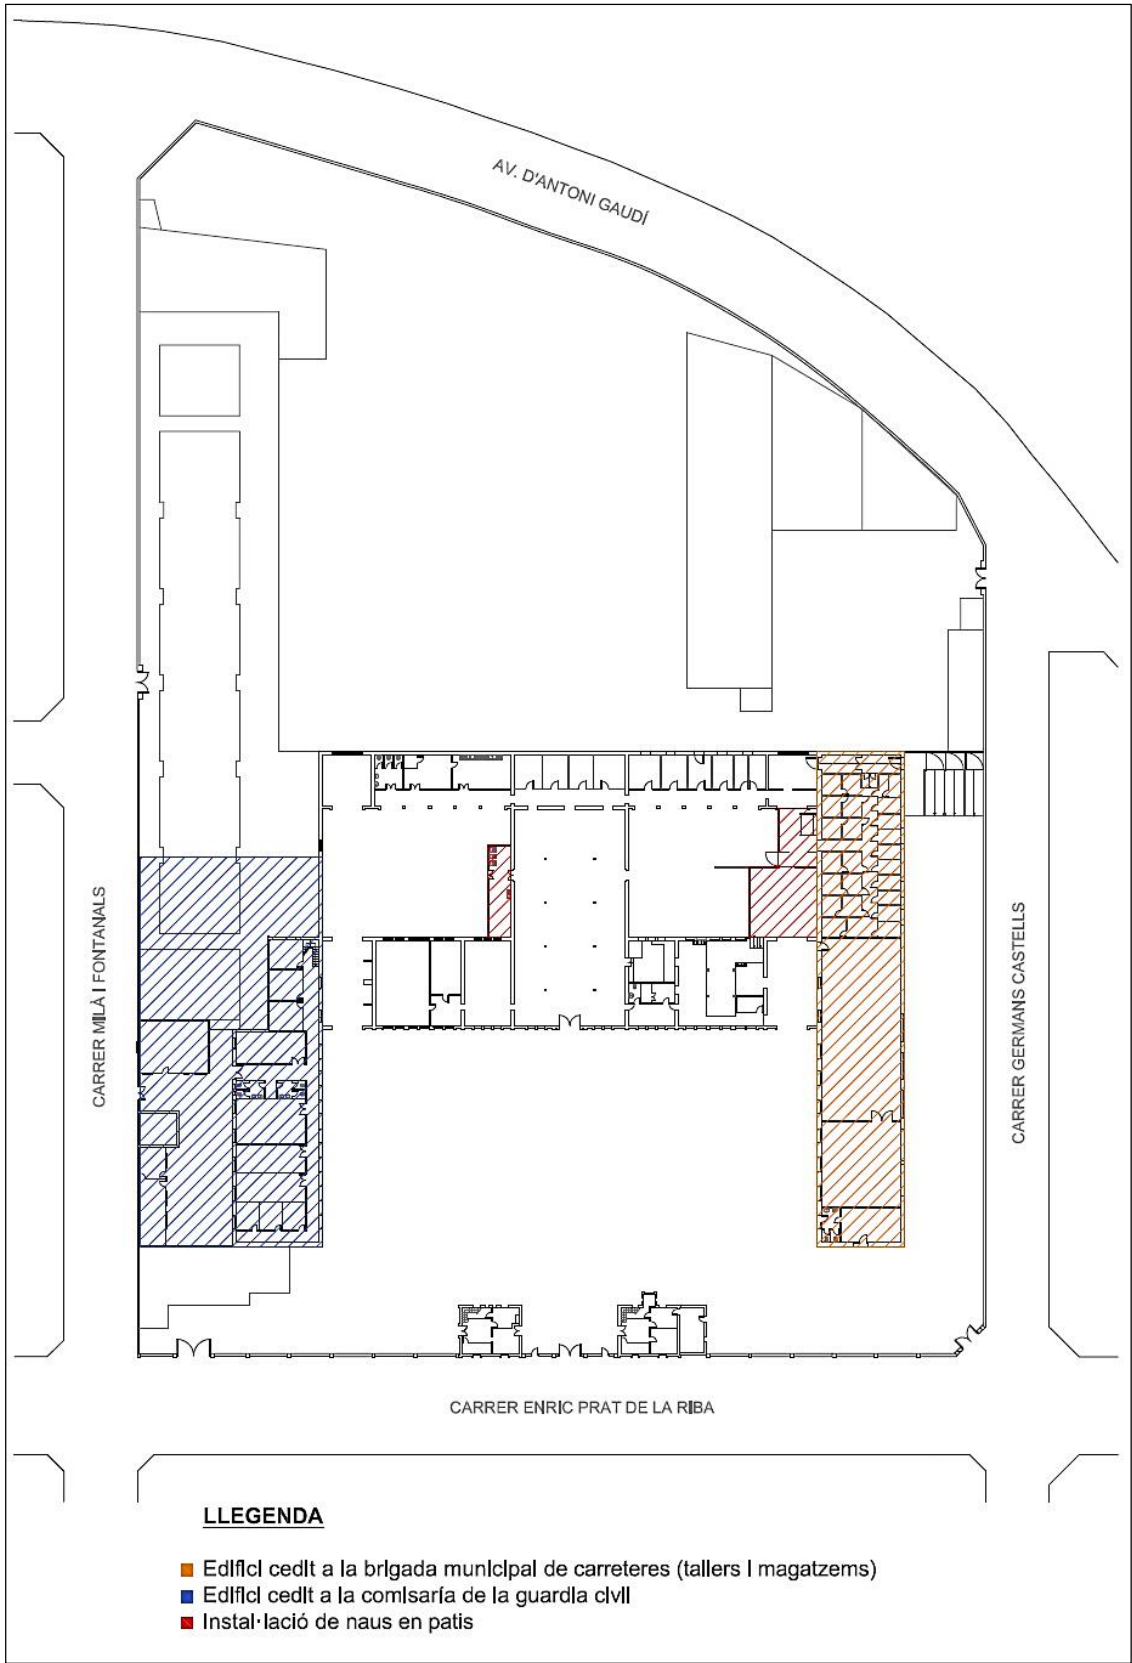 AV. D'ANTONI GAUDÍ
CARRER MILÀ I FONTANALS
CARRER GERMANS CASTELLS
CARRER ENRIC PRAT DE LA RIBA
LLEGENDA
Edifici cedit a la brigada municipal de carreteres (tallers i magatzems)
Edifici cedit a la comisaría de la guardia civil
Instal·lació de naus en patis